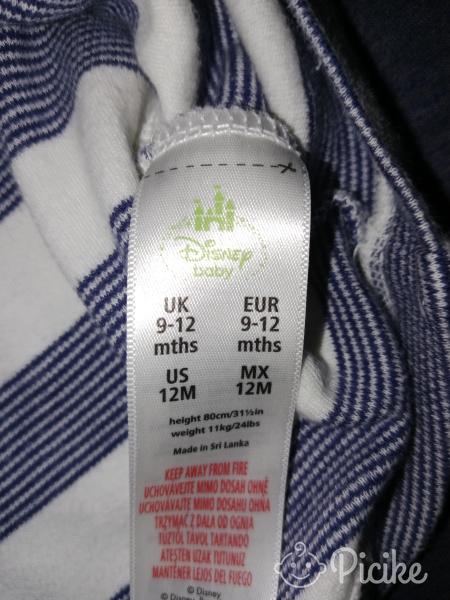 Disney
baby
UK EUR
9-12 9-12
mths mths
US MX
12M 12M
height 80cm/31½in
weight 11kg/24lbs
Made in Sri Lanka
KEEP AWAY FROM FIRE
UCHOVÁVEJTE MIMO DOSAH OHNĚ
UCHOVÁVAJTE MIMO DOSAHU OHŇA
TRZYMAĆ Z DALA OD OGNIA
TŰZTŐL TÁVOL TARTANDÓ
ATEŞTEN UZAK TUTUNUZ
MANTENER LEJOS DEL FUEGO
© Disney
Picike